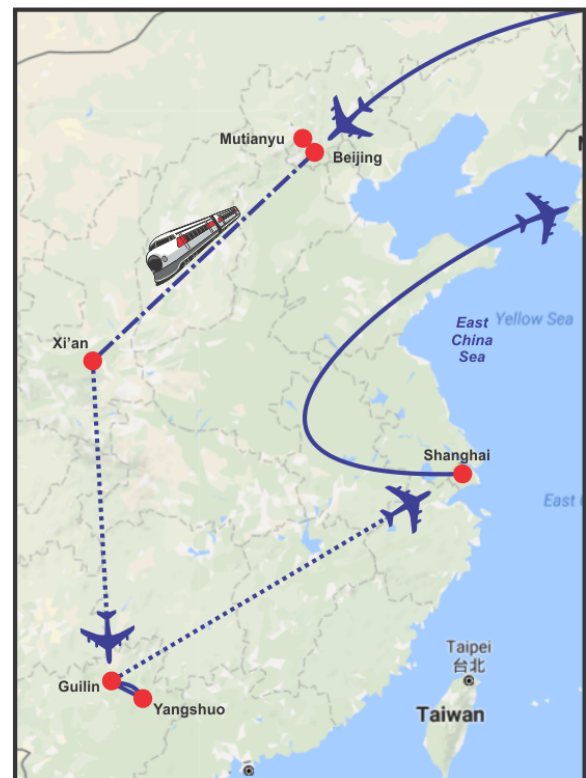 Mutianyu
Beijing
Xi'an
East
China
Sea
Yellow Sea
Shanghai
East
Taipei
台北
Guilin
Yangshuo
Taiwan